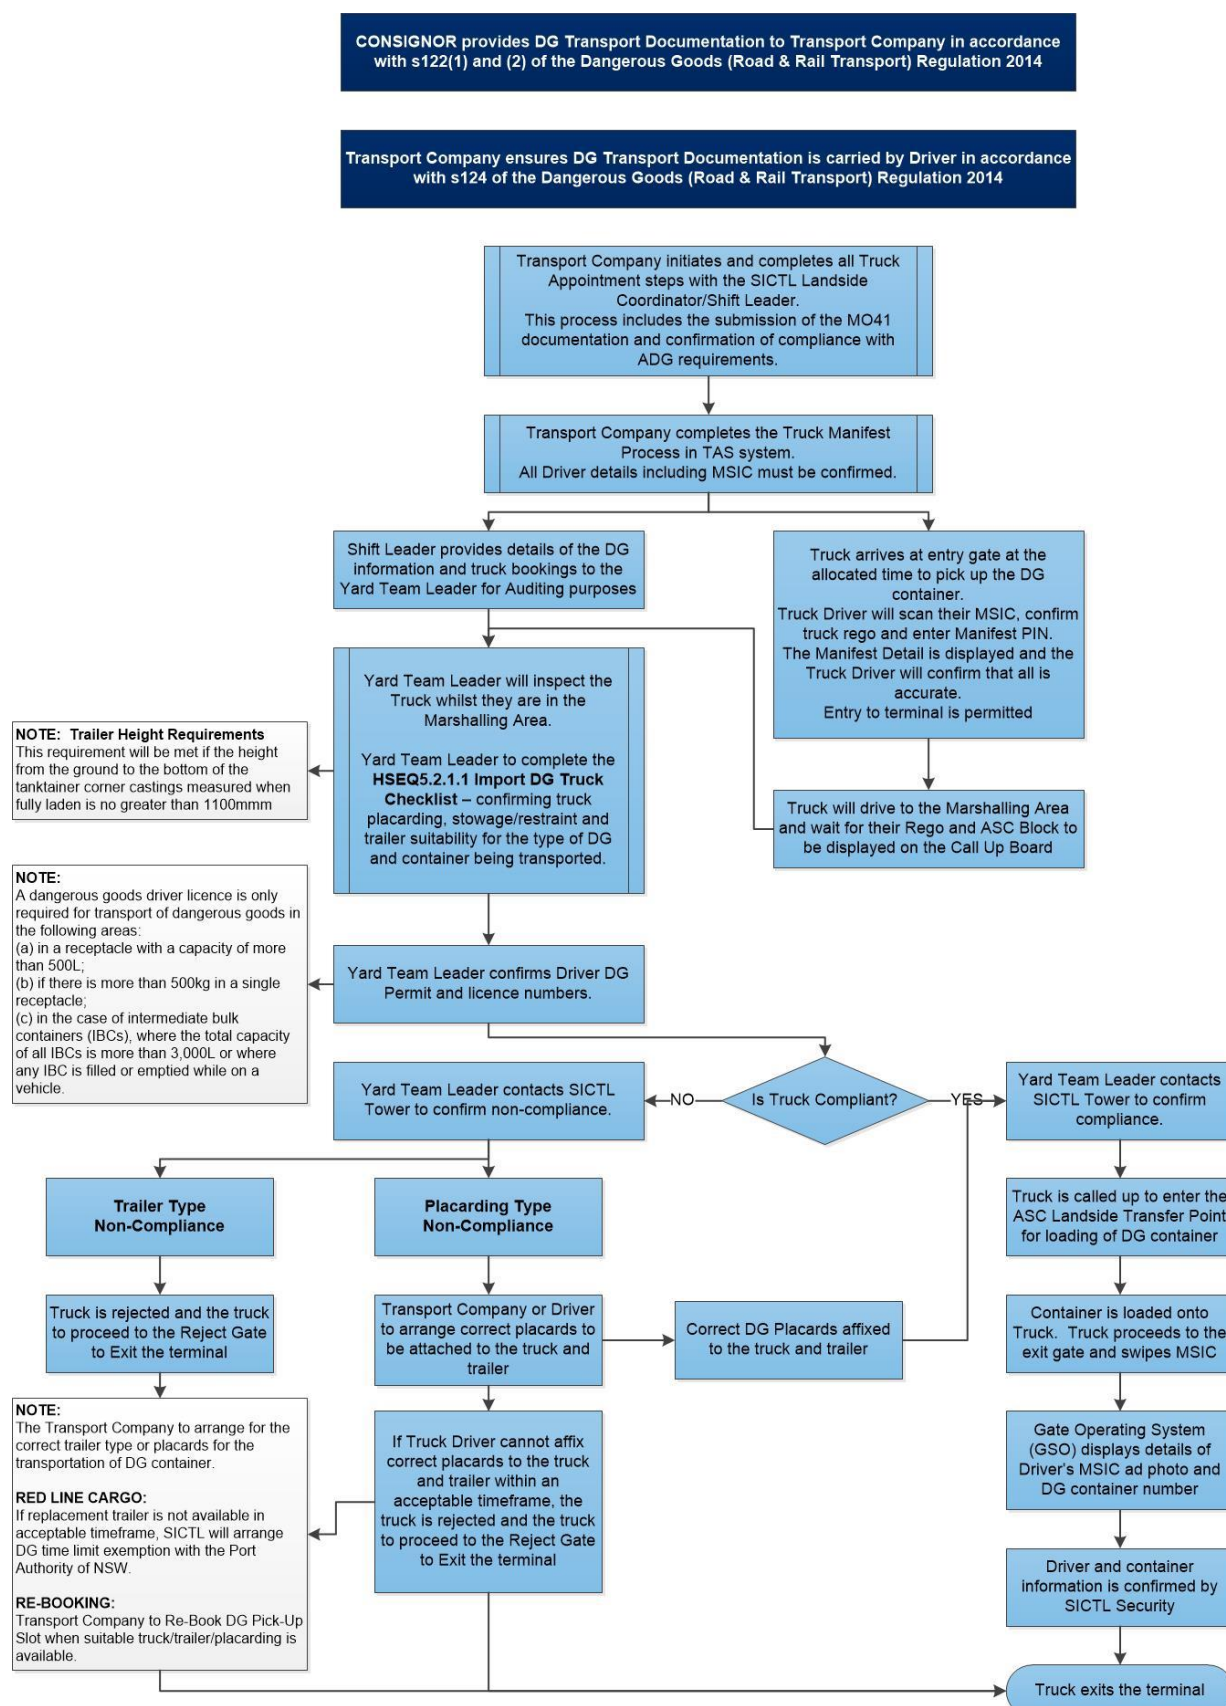 CONSIGNOR provides DG Transport Documentation to Transport Company in accordance
with s122(1) and (2) of the Dangerous Goods (Road & Rail Transport) Regulation 2014
Transport Company ensures DG Transport Documentation is carried by Driver in accordance
with s124 of the Dangerous Goods (Road & Rail Transport) Regulation 2014
Transport Company initiates and completes all Truck
Appointment steps with the SICTL Landside
Coordinator/Shift Leader.
This process includes the submission of the MO41
documentation and confirmation of compliance with
ADG requirements.
Transport Company completes the Truck Manifest
Process in TAS system.
All Driver details including MSIC must be confirmed.
Shift Leader provides details of the DG
information and truck bookings to the
Yard Team Leader for Auditing purposes
Truck arrives at entry gate at the
allocated time to pick up the DG
container.
Truck Driver will scan their MSIC, confirm
truck rego and enter Manifest PIN.
The Manifest Detail is displayed and the
Truck Driver will confirm that all is
accurate.
Entry to terminal is permitted
Yard Team Leader will inspect the
Truck whilst they are in the
Marshalling Area.
Yard Team Leader to complete the
HSEQ5.2.1.1 Import DG Truck
Checklist – confirming truck
placarding, stowage/restraint and
trailer suitability for the type of DG
and container being transported.
NOTE:  Trailer Height Requirements
This requirement will be met if the height
from the ground to the bottom of the
tanktainer corner castings measured when
fully laden is no greater than 1100mmm
Truck will drive to the Marshalling Area
and wait for their Rego and ASC Block to
be displayed on the Call Up Board
NOTE:
A dangerous goods driver licence is only
required for transport of dangerous goods in
the following areas:
(a) in a receptacle with a capacity of more
than 500L;
(b) if there is more than 500kg in a single
receptacle;
(c) in the case of intermediate bulk
containers (IBCs), where the total capacity
of all IBCs is more than 3,000L or where
any IBC is filled or emptied while on a
vehicle.
Yard Team Leader confirms Driver DG
Permit and licence numbers.
Yard Team Leader contacts SICTL
Tower to confirm non-compliance.
NO
Is Truck Compliant?
YES
Yard Team Leader contacts
SICTL Tower to confirm
compliance.
Trailer Type
Non-Compliance
Placarding Type
Non-Compliance
Truck is called up to enter the
ASC Landside Transfer Point
for loading of DG container
Truck is rejected and the truck
to proceed to the Reject Gate
to Exit the terminal
Transport Company or Driver
to arrange correct placards to
be attached to the truck and
trailer
Correct DG Placards affixed
to the truck and trailer
Container is loaded onto
Truck.  Truck proceeds to the
exit gate and swipes MSIC
NOTE:
The Transport Company to arrange for the
correct trailer type or placards for the
transportation of DG container.
RED LINE CARGO:
If replacement trailer is not available in
acceptable timeframe, SICTL will arrange
DG time limit exemption with the Port
Authority of NSW.
RE-BOOKING:
Transport Company to Re-Book DG Pick-Up
Slot when suitable truck/trailer/placarding is
available.
If Truck Driver cannot affix
correct placards to the truck
and trailer within an
acceptable timeframe, the
truck is rejected and the truck
to proceed to the Reject Gate
to Exit the terminal
Gate Operating System
(GSO) displays details of
Driver's MSIC ad photo and
DG container number
Driver and container
information is confirmed by
SICTL Security
Truck exits the terminal